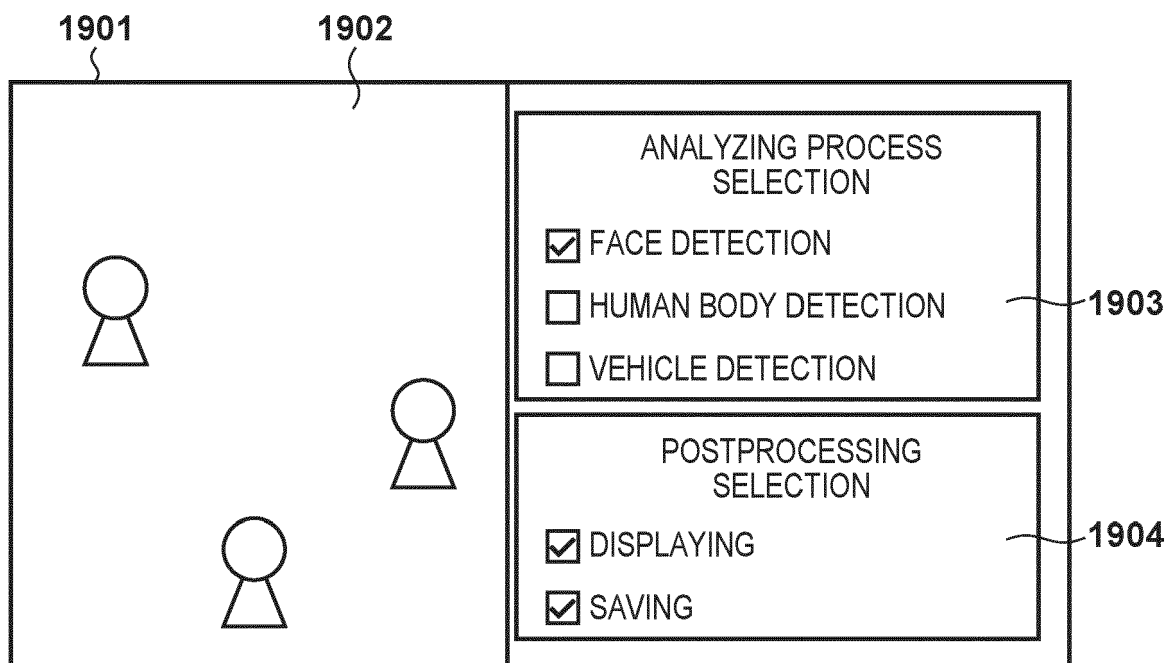 1901
1902
ANALYZING PROCESS
SELECTION
FACE DETECTION
HUMAN BODY DETECTION
VEHICLE DETECTION
1903
POSTPROCESSING
SELECTION
DISPLAYING
SAVING
1904